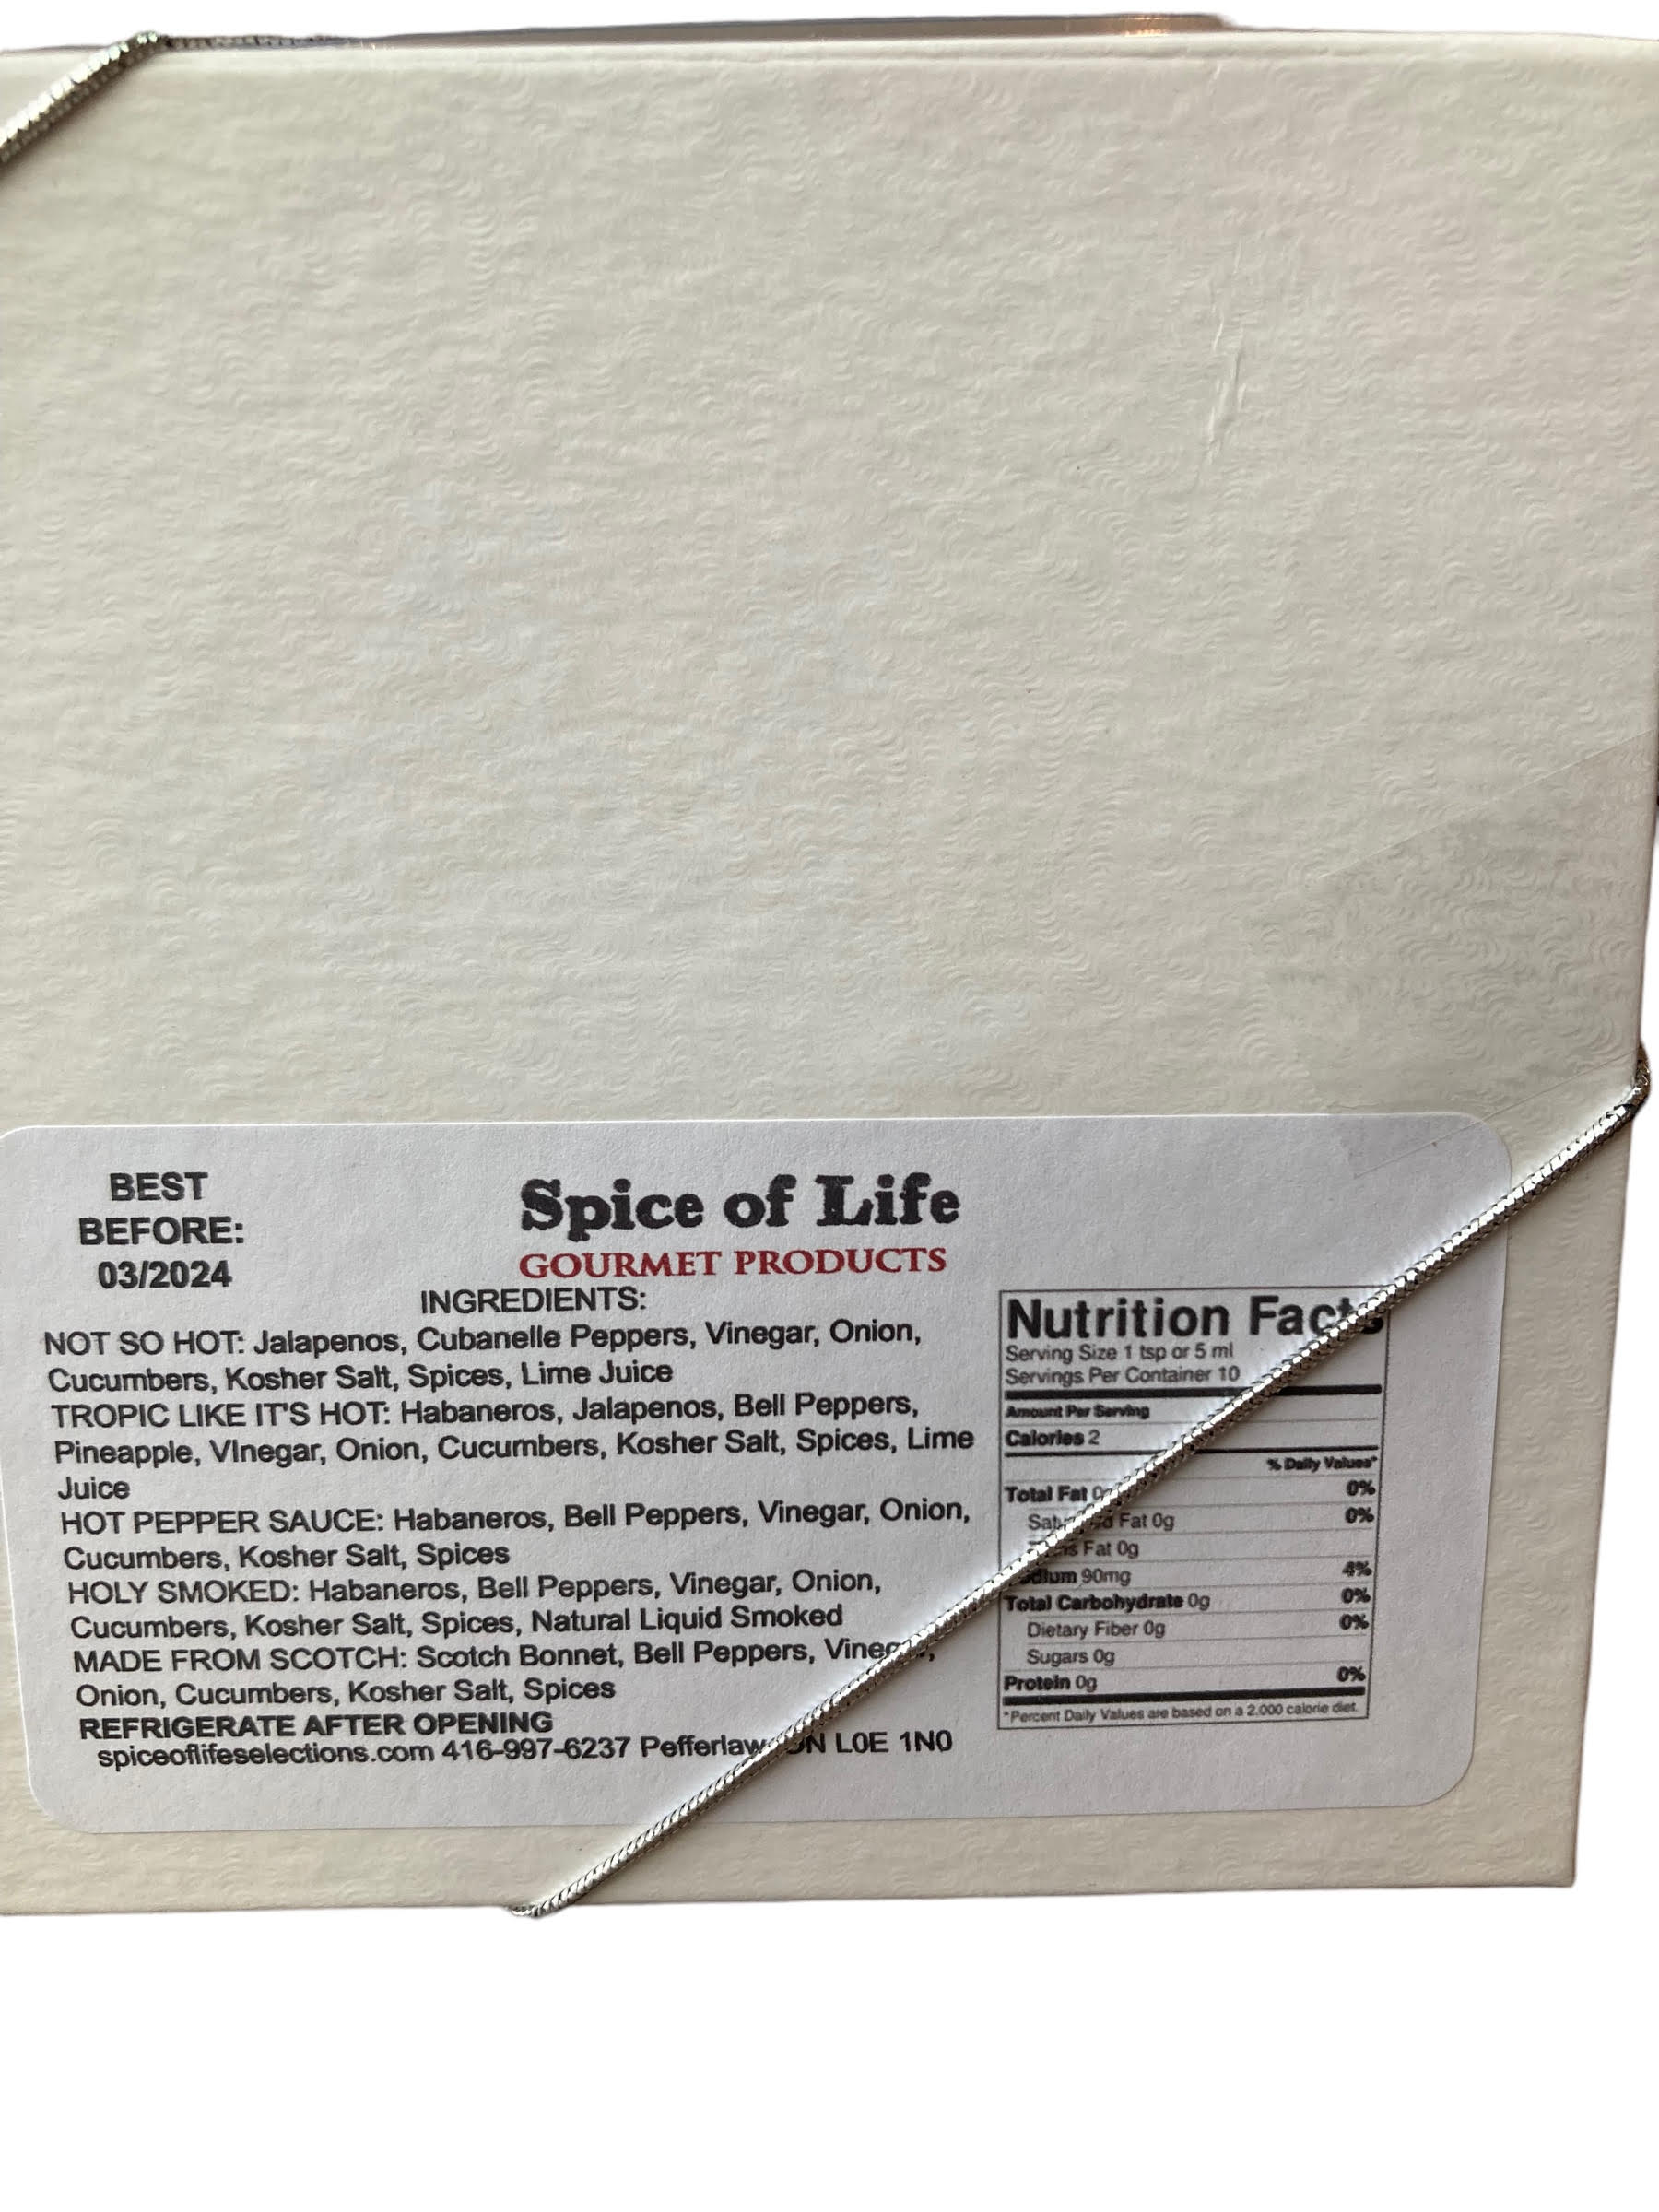 BEST
BEFORE:
03/2024
Spice of Life
GOURMET PRODUCTS
INGREDIENTS:
NOT SO HOT: Jalapenos, Cubanelle Peppers, Vinegar, Onion,
Cucumbers, Kosher Salt, Spices, Lime Juice
TROPIC LIKE IT'S HOT: Habaneros, Jalapenos, Bell Peppers,
Pineapple, VInegar, Onion, Cucumbers, Kosher Salt, Spices, Lime
Juice
HOT PEPPER SAUCE: Habaneros, Bell Peppers, Vinegar, Onion,
Cucumbers, Kosher Salt, Spices
HOLY SMOKED: Habaneros, Bell Peppers, Vinegar, Onion,
Cucumbers, Kosher Salt, Spices, Natural Liquid Smoked
MADE FROM SCOTCH: Scotch Bonnet, Bell Peppers, Vinegar,
Onion, Cucumbers, Kosher Salt, Spices
REFRIGERATE AFTER OPENING
spiceoflifeselections.com 416-997-6237 Pefferlaw ON L0E 1N0
Nutrition Facts
Serving Size 1 tsp or 5 ml
Servings Per Container 10
Amount Per Serving
Calories 2
% Daily Values*
Total Fat 0g 0%
Saturated Fat 0g 0%
Trans Fat 0g
Sodium 90mg 4%
Total Carbohydrate 0g 0%
Dietary Fiber 0g 0%
Sugars 0g
Protein 0g 0%
*Percent Daily Values are based on a 2,000 calorie diet.